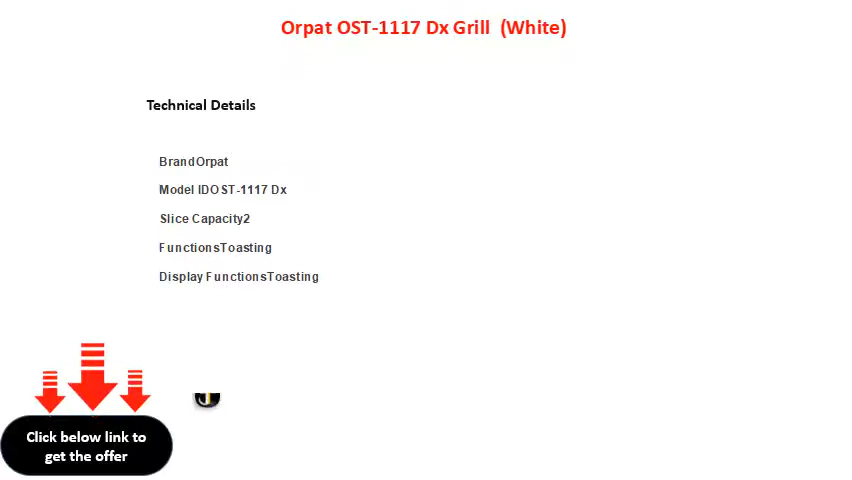 Orpat OST-1117 Dx Grill (White)
Technical Details
BrandOrpat
Model IDOST-1117 Dx
Slice Capacity2
FunctionsToasting
Display FunctionsToasting
Click below link to
get the offer